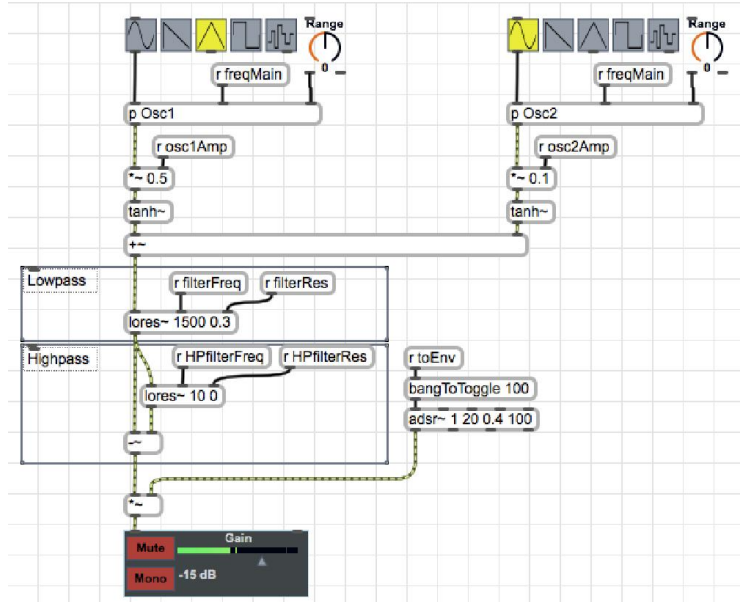 Range
Range
0
0
r freqMain
r freqMain
p Osc1
p Osc2
r osc1Amp
r osc2Amp
*~ 0.5
*~ 0.1
tanh~
tanh~
+~
Lowpass
r filterFreq
r filterRes
lores~ 1500 0.3
Highpass
r HPfilterFreq
r HPfilterRes
r toEnv
lores~ 10 0
bangToToggle 100
adsr~ 1 20 0.4 100
-~
*~
Gain
Mute
Mono
-15 dB